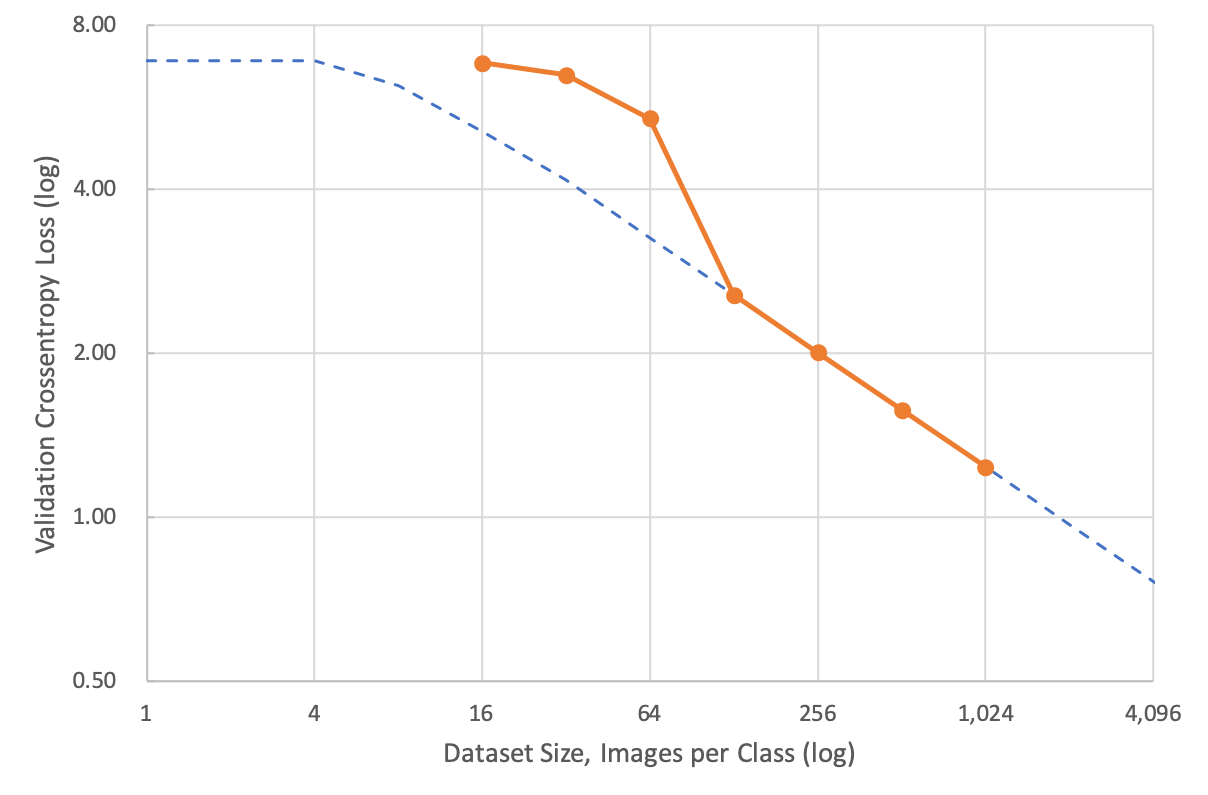 8.00
4.00
2.00
1.00
0.50
Validation Crossentropy Loss (log)
1 4 16 64 256 1,024 4,096
Dataset Size, Images per Class (log)